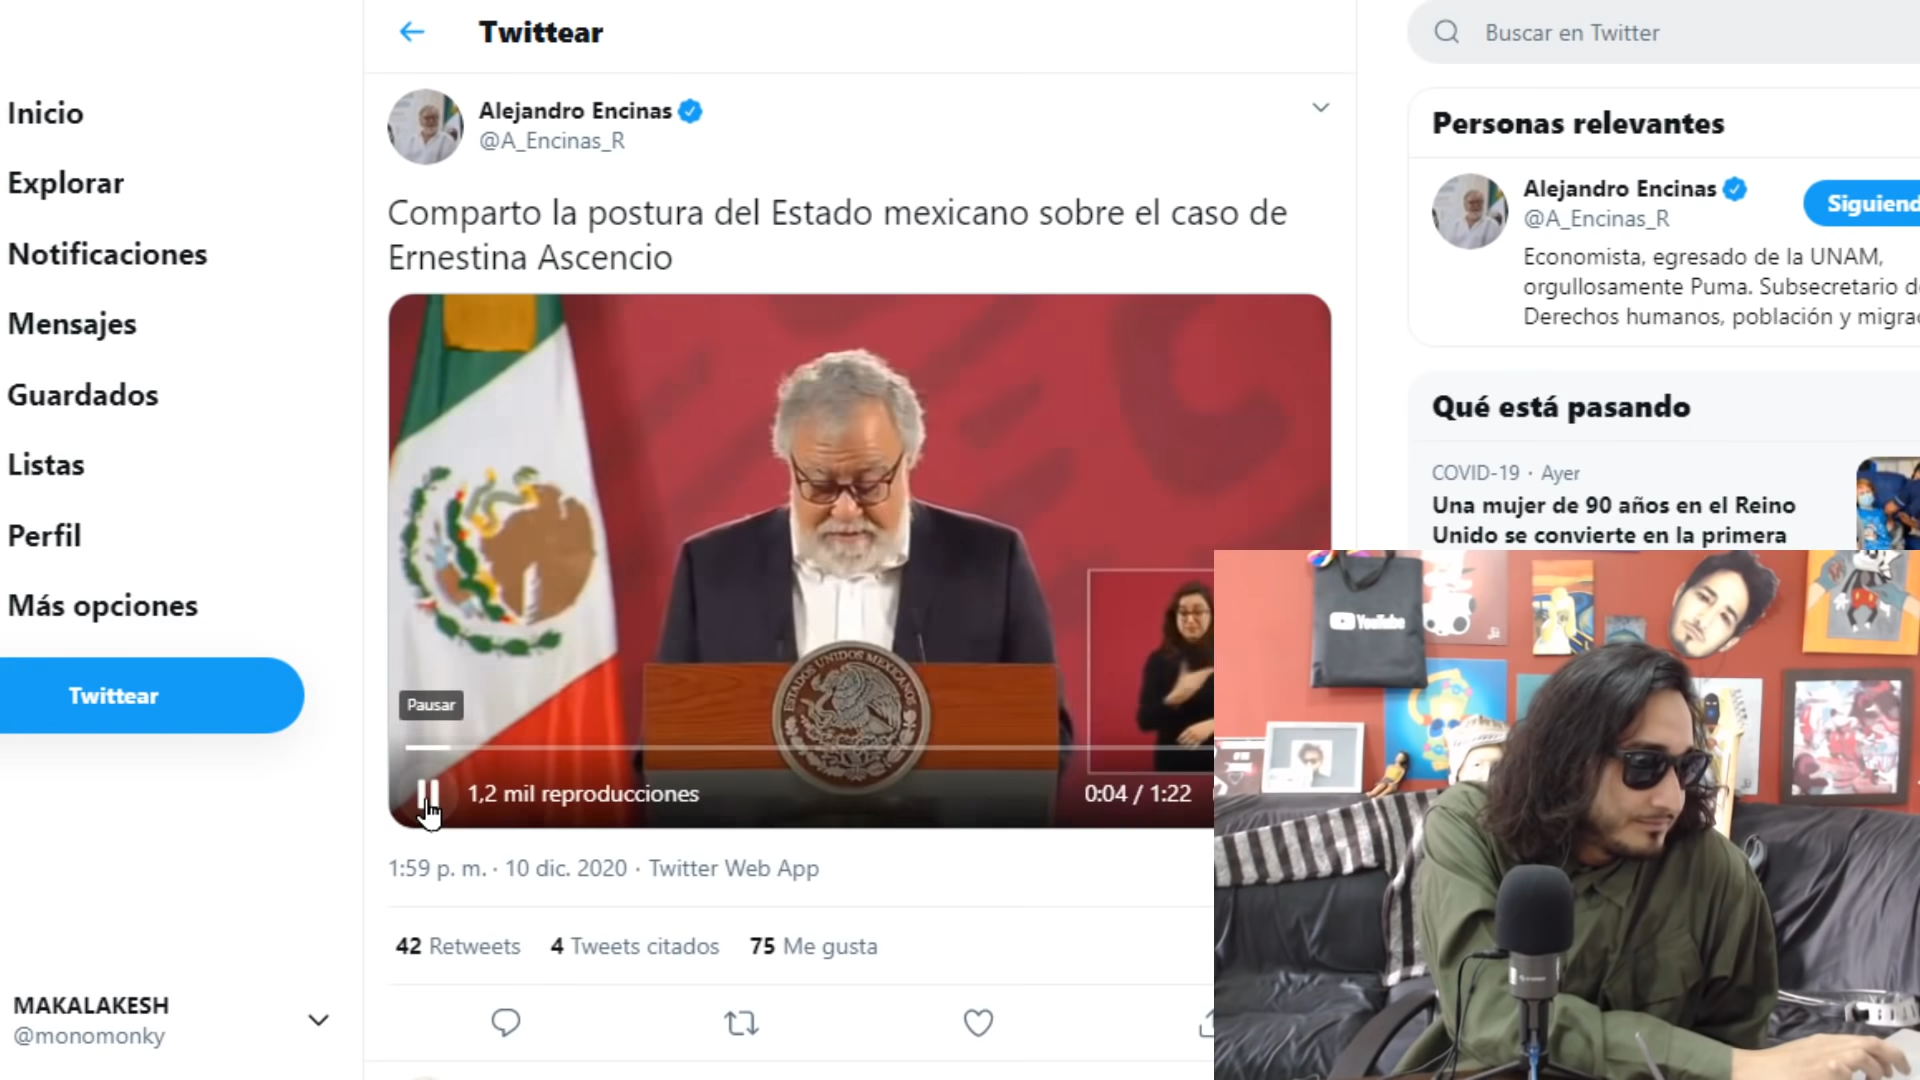 Twittear
Buscar en Twitter
Inicio
Explorar
Notificaciones
Mensajes
Guardados
Listas
Perfil
Más opciones
Twittear
MAKALAKESH
@monomonky
Alejandro Encinas
@A_Encinas_R
Comparto la postura del Estado mexicano sobre el caso de
Ernestina Ascencio
ESTADOS UNIDOS MEXICANOS
Pausar
1,2 mil reproducciones
0:04 / 1:22
1:59 p. m. · 10 dic. 2020 · Twitter Web App
42 Retweets 4 Tweets citados 75 Me gusta
Personas relevantes
Alejandro Encinas
@A_Encinas_R
Siguiend
Economista, egresado de la UNAM,
orgullosamente Puma. Subsecretario d
Derechos humanos, población y migra
Qué está pasando
COVID-19 · Ayer
Una mujer de 90 años en el Reino
Unido se convierte en la primera
YouTube